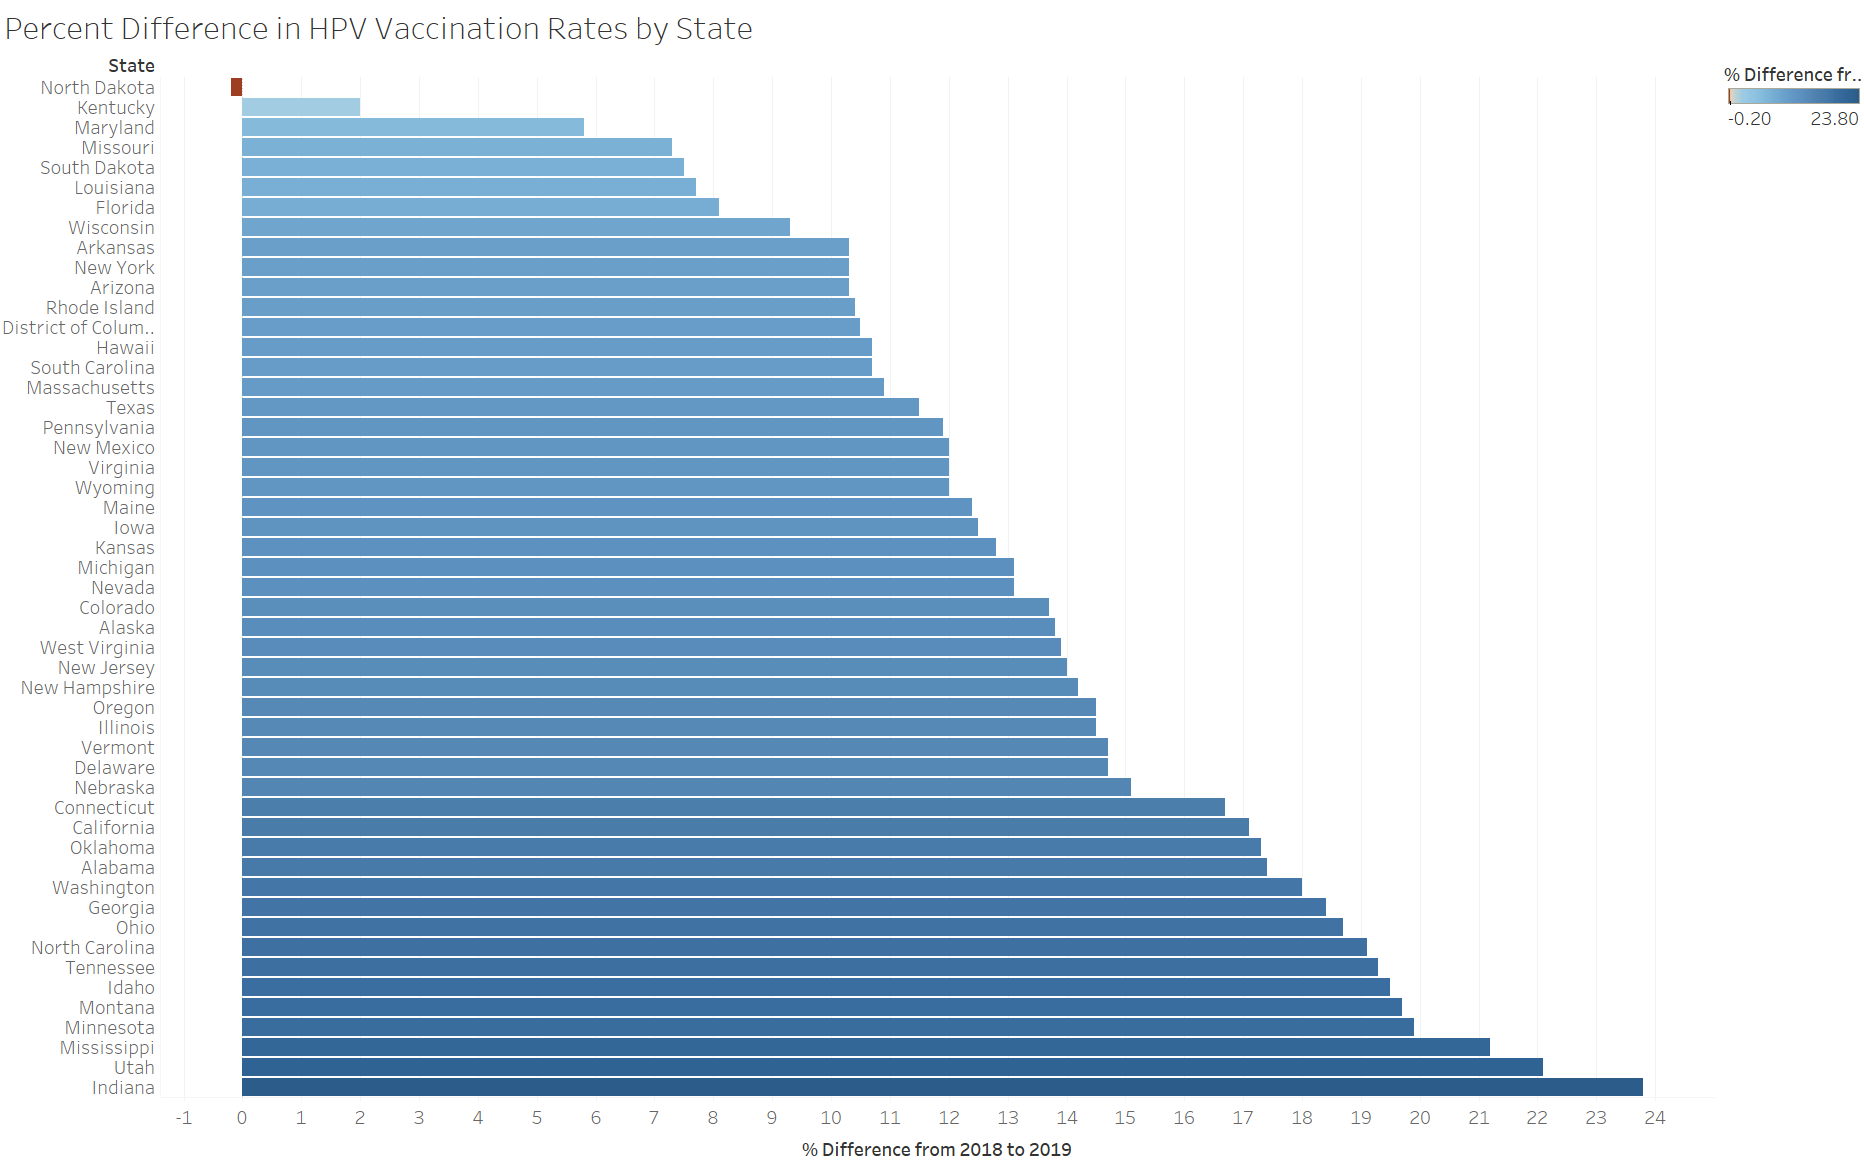 Percent Difference in HPV Vaccination Rates by State
State
% Difference fr..
-0.20 23.80
North Dakota
Kentucky
Maryland
Missouri
South Dakota
Louisiana
Florida
Wisconsin
Arkansas
New York
Arizona
Rhode Island
District of Colum..
Hawaii
South Carolina
Massachusetts
Texas
Pennsylvania
New Mexico
Virginia
Wyoming
Maine
Iowa
Kansas
Michigan
Nevada
Colorado
Alaska
West Virginia
New Jersey
New Hampshire
Oregon
Illinois
Vermont
Delaware
Nebraska
Connecticut
California
Oklahoma
Alabama
Washington
Georgia
Ohio
North Carolina
Tennessee
Idaho
Montana
Minnesota
Mississippi
Utah
Indiana
-1 0 1 2 3 4 5 6 7 8 9 10 11 12 13 14 15 16 17 18 19 20 21 22 23 24
% Difference from 2018 to 2019